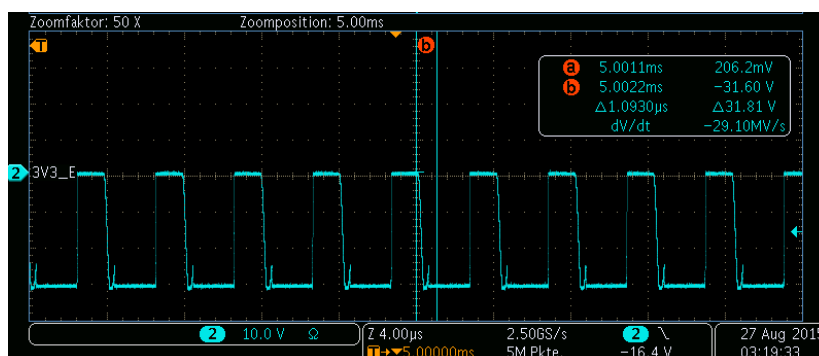 Zoomfaktor: 50 X Zoomposition: 5.00ms
T
b
a 5.0011ms 206.2mV
b 5.0022ms −31.60 V
Δ1.0930μs Δ31.81 V
dV/dt −29.10MV/s
2 3V3_E
2 10.0 V Ω
Z 4.00μs 2.50GS/s 2 27 Aug 2015
T→▼5.00000ms 5M Pkte. −16.4 V 03:19:33